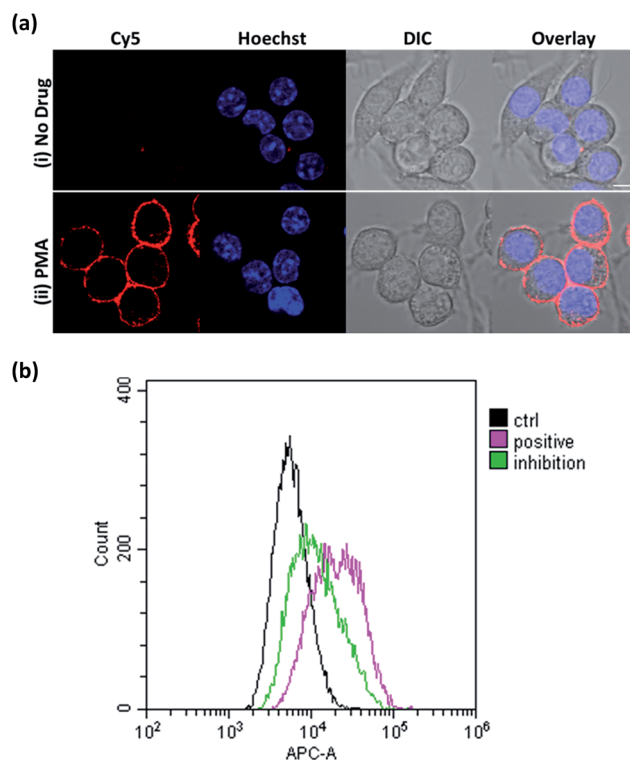 (a)
Cy5 Hoechst DIC Overlay
(i) No Drug
(ii) PMA
(b)
400
200
0
Count
10² 10³ 10⁴ 10⁵ 10⁶
APC-A
ctrl
positive
inhibition